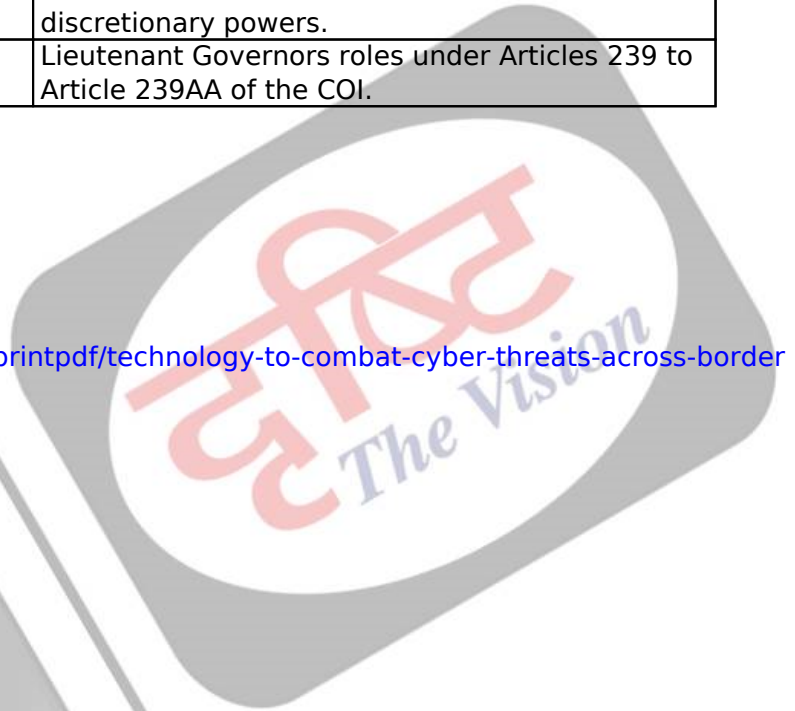 discretionary powers.
Lieutenant Governors roles under Articles 239 to
Article 239AA of the COI.
printpdf/technology-to-combat-cyber-threats-across-border
दृष्टि
The Vision